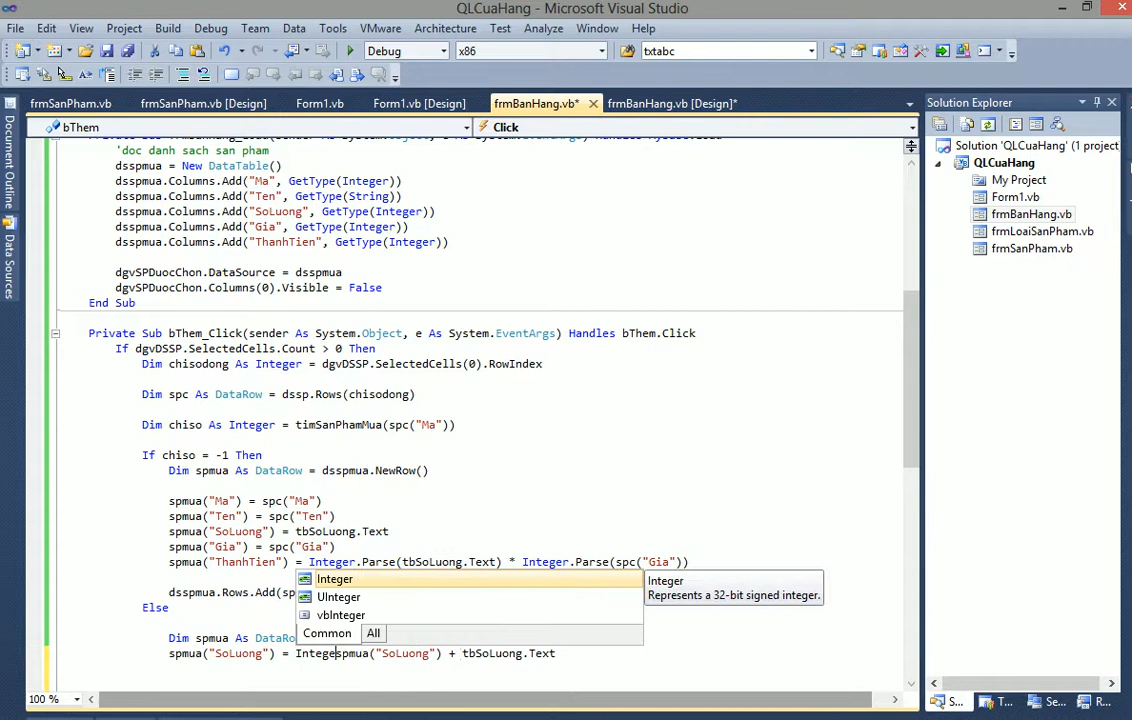 QLCuaHang - Microsoft Visual Studio
File Edit View Project Build Debug Team Data Tools VMware Architecture Test Analyze Window Help
Debug x86 txtabc
frmSanPham.vb frmSanPham.vb [Design] Form1.vb Form1.vb [Design] frmBanHang.vb* frmBanHang.vb [Design]*
Solution Explorer
bThem Click
Document Outline
Data Sources
'doc danh sach san pham
dsspmua = New DataTable()
dsspmua.Columns.Add("Ma", GetType(Integer))
dsspmua.Columns.Add("Ten", GetType(String))
dsspmua.Columns.Add("SoLuong", GetType(Integer))
dsspmua.Columns.Add("Gia", GetType(Integer))
dsspmua.Columns.Add("ThanhTien", GetType(Integer))
dgvSPDuocChon.DataSource = dsspmua
dgvSPDuocChon.Columns(0).Visible = False
End Sub
Private Sub bThem_Click(sender As System.Object, e As System.EventArgs) Handles bThem.Click
If dgvDSSP.SelectedCells.Count > 0 Then
Dim chisodong As Integer = dgvDSSP.SelectedCells(0).RowIndex
Dim spc As DataRow = dssp.Rows(chisodong)
Dim chiso As Integer = timSanPhamMua(spc("Ma"))
If chiso = -1 Then
Dim spmua As DataRow = dsspmua.NewRow()
spmua("Ma") = spc("Ma")
spmua("Ten") = spc("Ten")
spmua("SoLuong") = tbSoLuong.Text
spmua("Gia") = spc("Gia")
spmua("ThanhTien") = Integer.Parse(tbSoLuong.Text) * Integer.Parse(spc("Gia"))
dsspmua.Rows.Add(sp
Else
Dim spmua As DataRo
spmua("SoLuong") = Integespmua("SoLuong") + tbSoLuong.Text
Integer
UInteger
vbInteger
Common All
Integer
Represents a 32-bit signed integer.
Solution 'QLCuaHang' (1 project)
QLCuaHang
My Project
Form1.vb
frmBanHang.vb
frmLoaiSanPham.vb
frmSanPham.vb
100 %
S... T... Se... R...